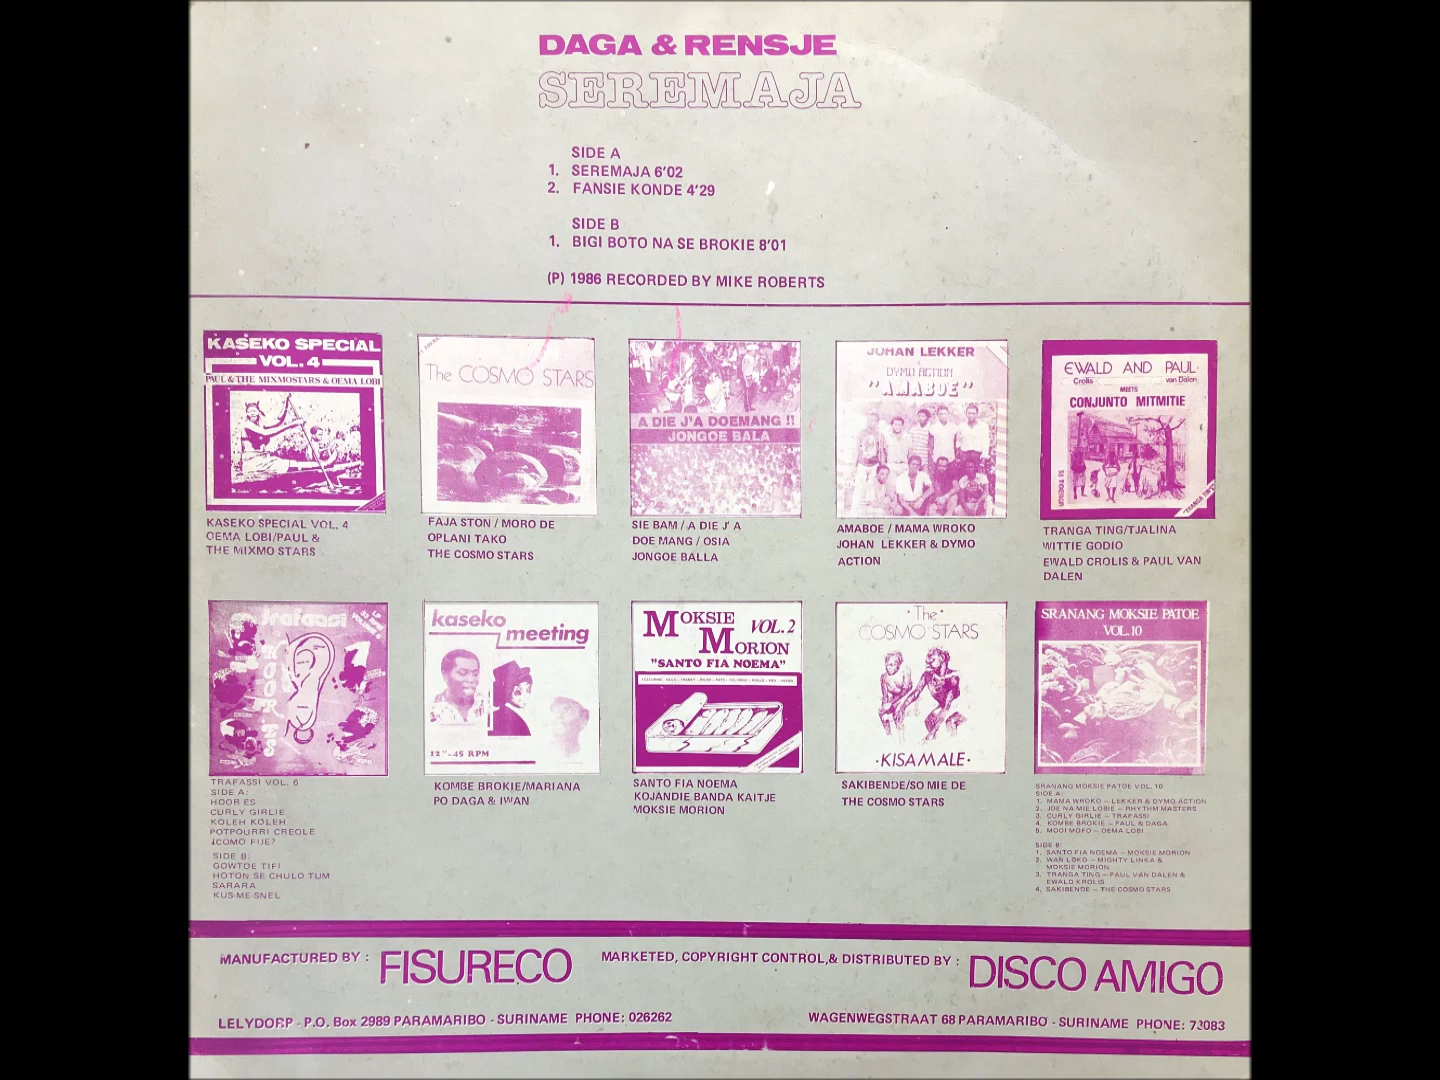 DAGA & RENSJE
SEREMAJA
SIDE A
1. SEREMAJA 6'02
2. FANSIE KONDE 4'29
SIDE B
1. BIGI BOTO NA SE BROKIE 8'01
(P) 1986 RECORDED BY MIKE ROBERTS
KASEKO SPECIAL
VOL. 4
PAUL & THE MIXMOSTARS & OEMA LOBI
KASEKO SPECIAL VOL. 4
OEMA LOBI/PAUL &
THE MIXMO STARS
The COSMO STARS
FAJA STON / MORO DE
OPLANI TAKO
THE COSMO STARS
A DIE J'A DOEMANG !!
JONGOE BALA
SIE BAM / A DIE J' A
DOE MANG / OSIA
JONGOE BALLA
JOHAN LEKKER
DYMO ACTION
"AMABOE"
AMABOE / MAMA WROKO
JOHAN LEKKER & DYMO
ACTION
EWALD AND PAUL
Crolis van Dalen
MEETS
CONJUNTO MITMITIE
TRANGA TING/TJALINA
WITTIE GODIO
EWALD CROLIS & PAUL VAN
DALEN
trafassi
TRAFASSI VOL. 6
SIDE A:
HOOR ES
CURLY GIRLIE
KOLEH KOLEH
POTPOURRI CREOLE
¿COMO FUE?
SIDE B:
GOWTOE TIFI
HOTON SE CHULO TUM
SARARA
KUS-ME-SNEL
kaseko
meeting
12"-45 RPM
KOMBE BROKIE/MARIANA
PO DAGA & IWAN
MOKSIE
MORION
VOL. 2
"SANTO FIA NOEMA"
SANTO FIA NOEMA
KOJANDIE BANDA KAITJE
MOKSIE MORION
·The·
COSMO STARS
·KISAMALE·
SAKIBENDE/SO MIE DE
THE COSMO STARS
SRANANG MOKSIE PATOE
VOL. 10
SRANANG MOKSIE PATOE VOL. 10
SIDE A:
1. MAMA WROKO – LEKKER & DYMO ACTION
2. JOE NA MIE LOBIE – RHYTHM MASTERS
3. CURLY GIRLIE – TRAFASSI
4. KOMBE BROKIE – PAUL & DAGA
5. MOOI MOFO – OEMA LOBI
SIDE B:
1. SANTO FIA NOEMA – MOKSIE MORION
2. WAN LOKO – MIGHTY LINKA &
MOKSIE MORION
3. TRANGA TING – PAUL VAN DALEN &
EWALD KROLIS
4. SAKIBENDE – THE COSMO STARS
MANUFACTURED BY : FISURECO
MARKETED, COPYRIGHT CONTROL,& DISTRIBUTED BY : DISCO AMIGO
LELYDORP - P.O. Box 2989 PARAMARIBO - SURINAME PHONE: 026262
WAGENWEGSTRAAT 68 PARAMARIBO - SURINAME PHONE: 73083